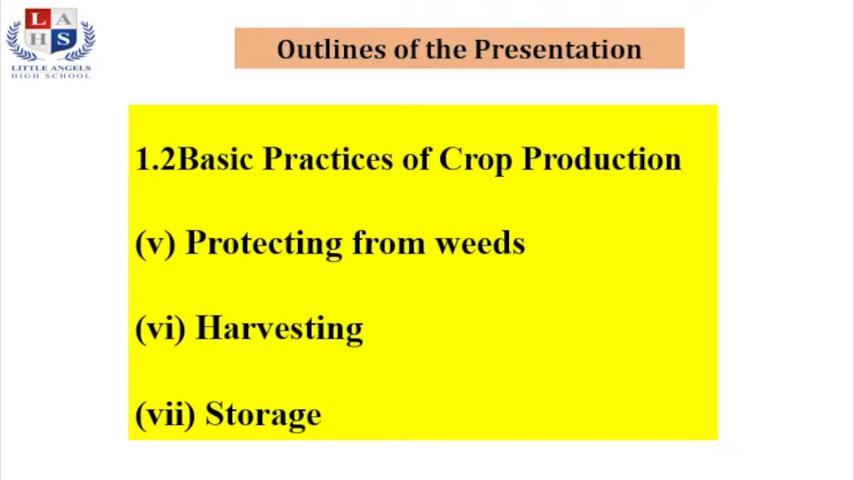 L A
H S
LITTLE ANGELS
HIGH SCHOOL
Outlines of the Presentation
1.2Basic Practices of Crop Production
(v) Protecting from weeds
(vi) Harvesting
(vii) Storage